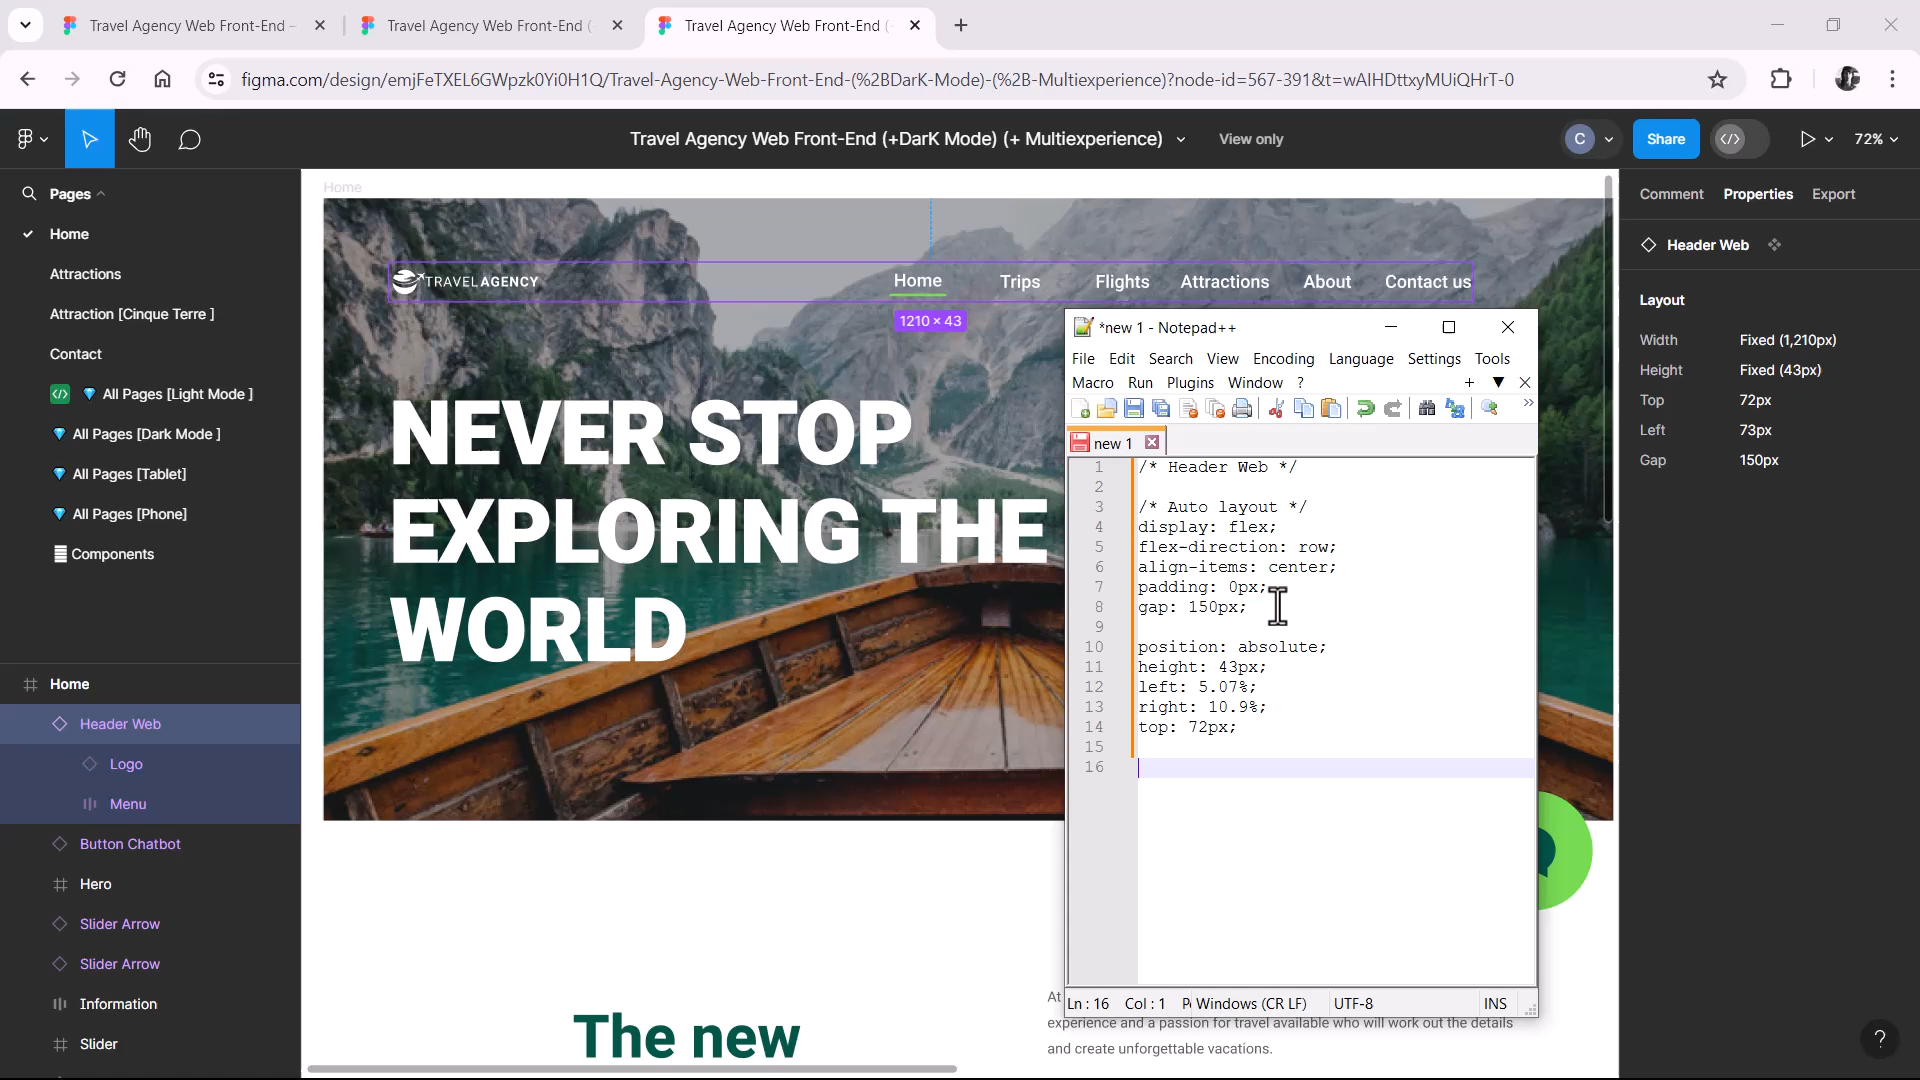 Travel Agency Web Front-End –
Travel Agency Web Front-End (
Travel Agency Web Front-End (
figma.com/design/emjFeTXEL6GWpzk0Yi0H1Q/Travel-Agency-Web-Front-End-(%2BDarK-Mode)-(%2B-Multiexperience)?node-id=567-391&t=wAIHDttxyMUiQHrT-0
Travel Agency Web Front-End (+DarK Mode) (+ Multiexperience)
View only
C
Share
72%
Pages
Home
Attractions
Attraction [Cinque Terre ]
Contact
All Pages [Light Mode ]
All Pages [Dark Mode ]
All Pages [Tablet]
All Pages [Phone]
Components
Home
Header Web
Logo
Menu
Button Chatbot
Hero
Slider Arrow
Slider Arrow
Information
Slider
Home
TRAVELAGENCY
Home
Trips
Flights
Attractions
About
Contact us
1210 × 43
NEVER STOP
EXPLORING THE
WORLD
The new
At
experience and a passion for travel available who will work out the details
and create unforgettable vacations.
*new 1 - Notepad++
File Edit Search View Encoding Language Settings Tools
Macro Run Plugins Window ?
new 1
1 /* Header Web */
2
3 /* Auto layout */
4 display: flex;
5 flex-direction: row;
6 align-items: center;
7 padding: 0px;
8 gap: 150px;
9
10 position: absolute;
11 height: 43px;
12 left: 5.07%;
13 right: 10.9%;
14 top: 72px;
15
16
Ln : 16 Col : 1 P Windows (CR LF) UTF-8 INS
Comment
Properties
Export
Header Web
Layout
Width Fixed (1,210px)
Height Fixed (43px)
Top 72px
Left 73px
Gap 150px
?